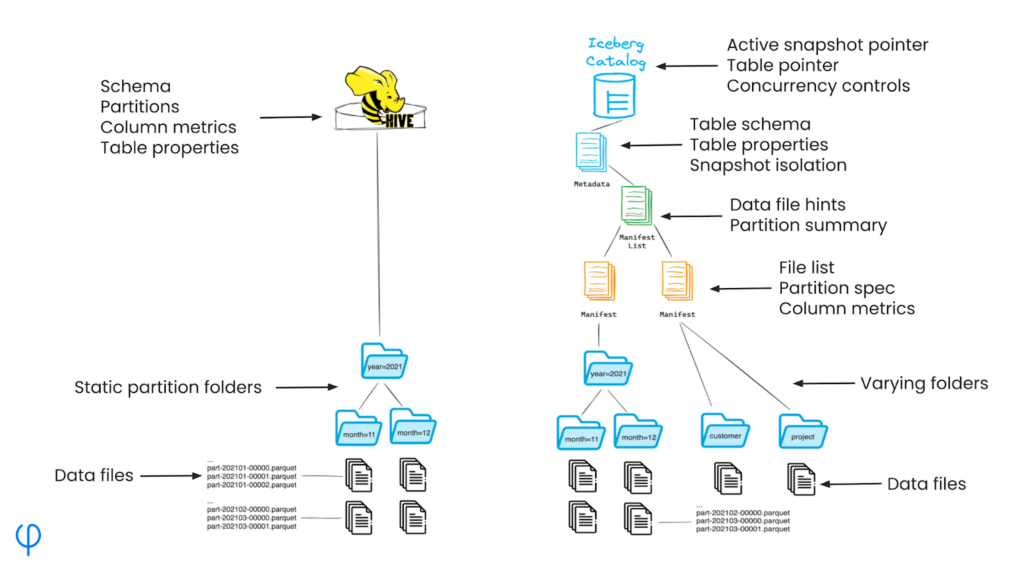 Schema
Partitions
Column metrics
Table properties
HIVE
year=2021
Static partition folders
month=11
month=12
Data files
...
part-202101-00000.parquet
part-202101-00001.parquet
part-202101-00002.parquet
...
part-202102-00000.parquet
part-202103-00000.parquet
part-202103-00001.parquet
Iceberg
Catalog
Active snapshot pointer
Table pointer
Concurrency controls
Table schema
Table properties
Snapshot isolation
Metadata
Data file hints
Partition summary
Manifest
List
File list
Partition spec
Column metrics
Manifest
Manifest
year=2021
Varying folders
month=11
month=12
customer
project
Data files
...
part-202102-00000.parquet
part-202103-00000.parquet
part-202103-00001.parquet